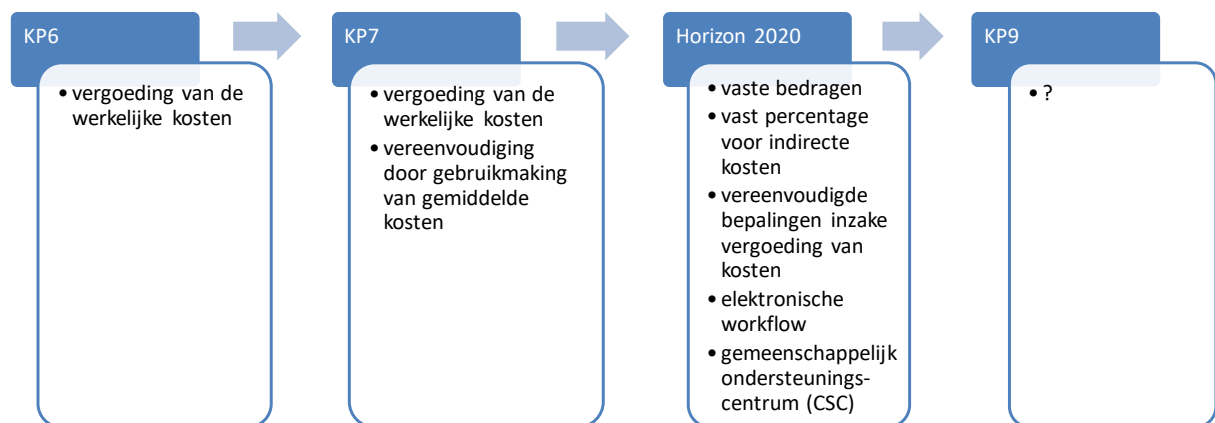 KP6
• vergoeding van de
werkelijke kosten
KP7
• vergoeding van de
werkelijke kosten
• vereenvoudiging
door gebruikmaking
van gemiddelde
kosten
Horizon 2020
• vaste bedragen
• vast percentage
voor indirecte
kosten
• vereenvoudigde
bepalingen inzake
vergoeding van
kosten
• elektronische
workflow
• gemeenschappelijk
ondersteunings-
centrum (CSC)
KP9
• ?